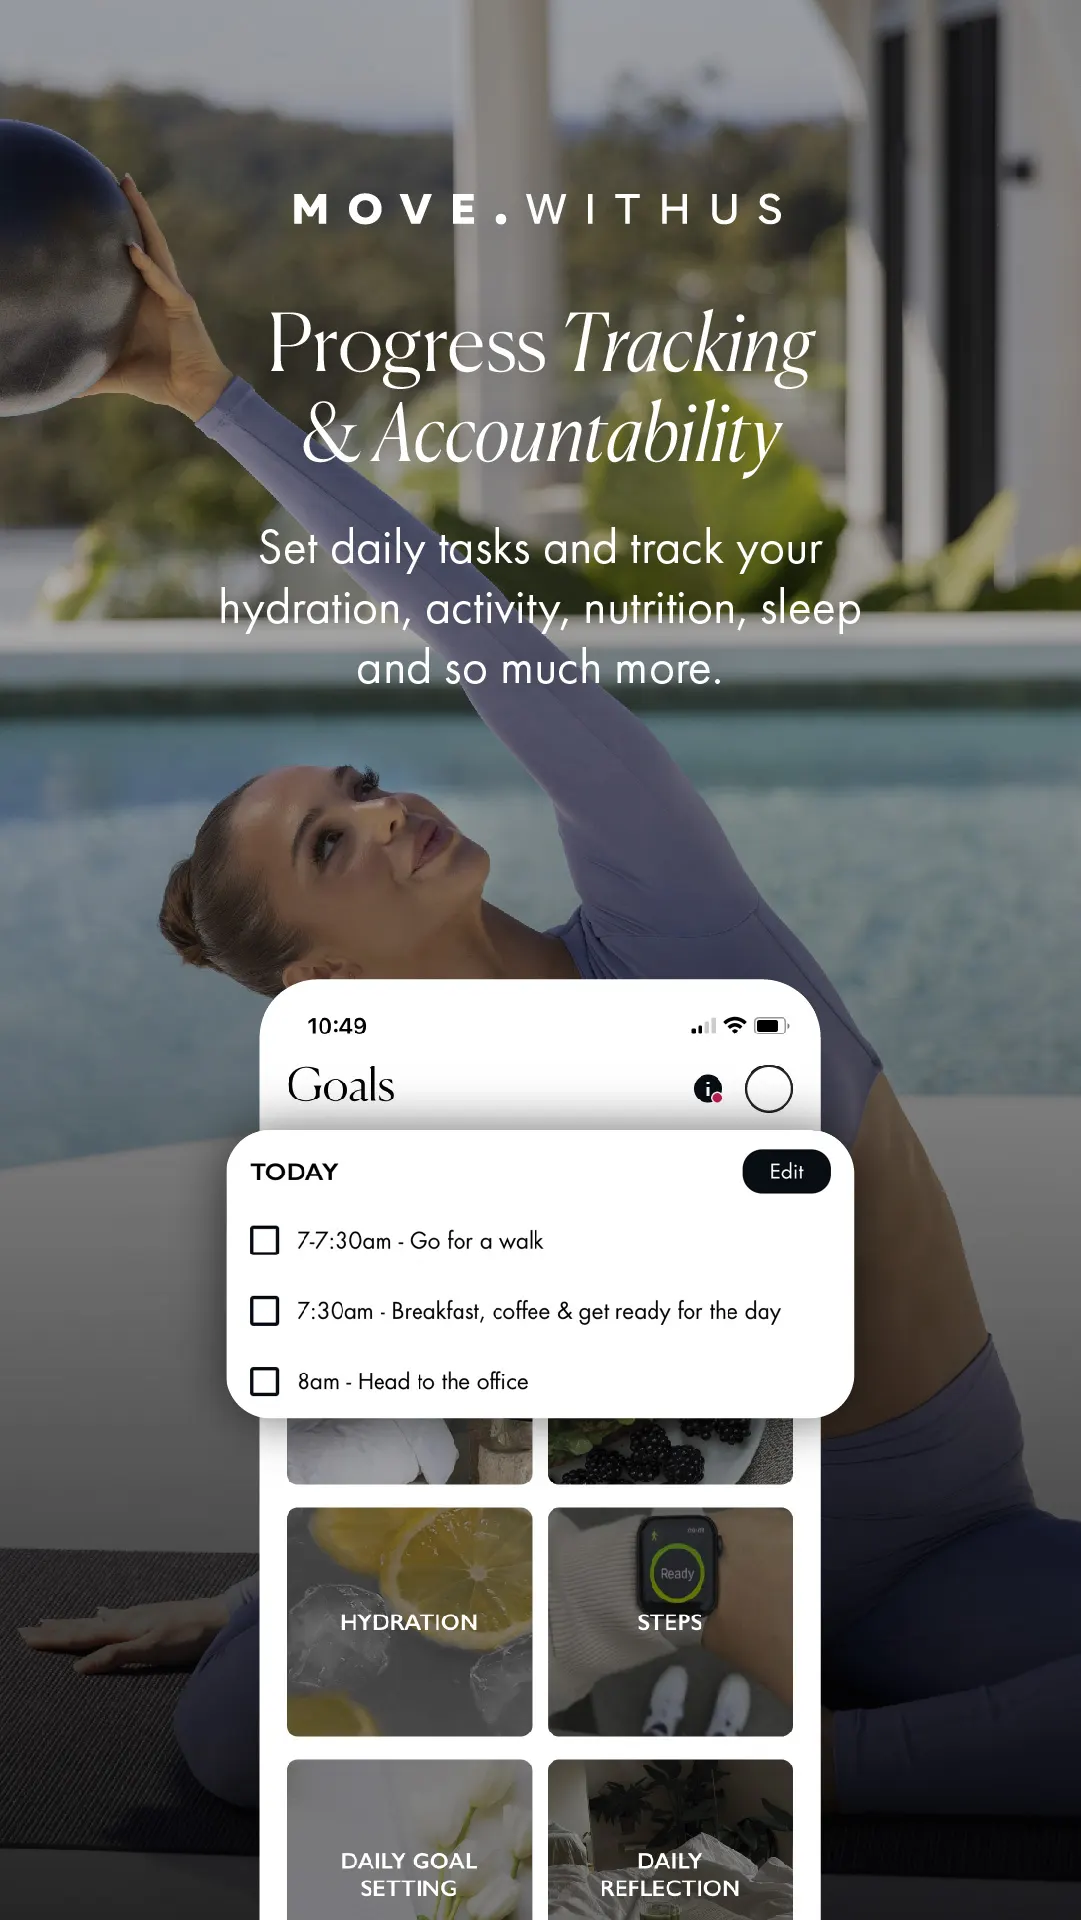 MOVE.WITHUS
Progress Tracking
& Accountability
Set daily tasks and track your
hydration, activity, nutrition, sleep
and so much more.
10:49
Goals
i
TODAY
Edit
7-7:30am - Go for a walk
7:30am - Breakfast, coffee & get ready for the day
8am - Head to the office
Ready
HYDRATION
STEPS
DAILY GOAL
SETTING
DAILY
REFLECTION